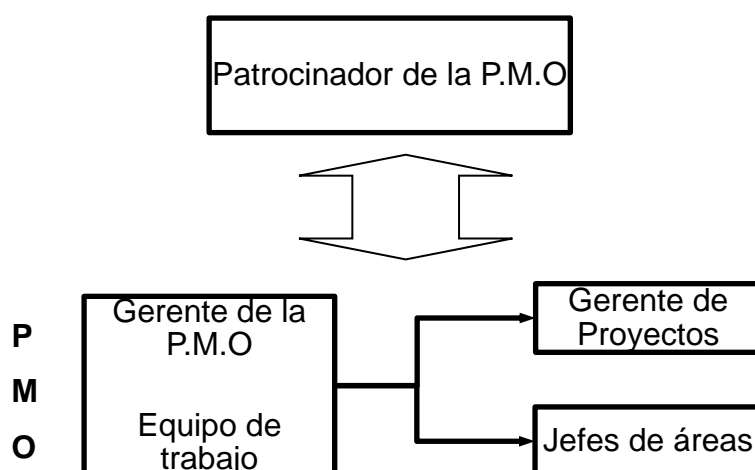 Patrocinador de la P.M.O
P
M
O
Gerente de la
P.M.O
Equipo de
trabajo
Gerente de
Proyectos
Jefes de áreas